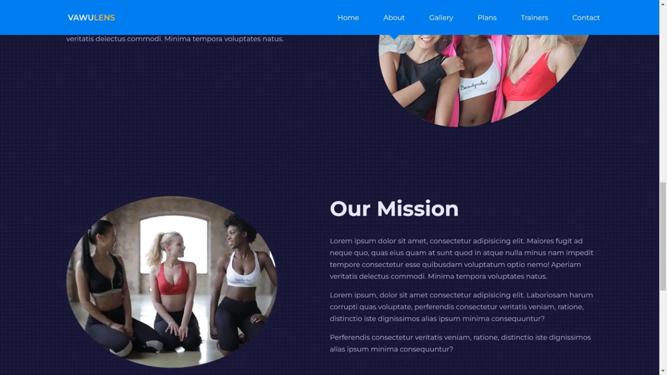 VAWULENS
Home About Gallery Plans Trainers Contact
veritatis delectus commodi. Minima tempora voluptates natus.
Our Mission
Lorem ipsum dolor sit amet, consectetur adipisicing elit. Maiores fugit ad
neque quo, quas eius quam at sunt quod in atque nulla minus nam impedit
tempore consectetur esse quibusdam voluptatum optio nemo! Aperiam
veritatis delectus commodi. Minima tempora voluptates natus.
Lorem ipsum, dolor sit amet consectetur adipisicing elit. Laboriosam harum
corrupti quas voluptate, perferendis consectetur veritatis veniam, ratione,
distinctio iste dignissimos alias ipsum minima consequuntur?
Perferendis consectetur veritatis veniam, ratione, distinctio iste dignissimos
alias ipsum minima consequuntur?